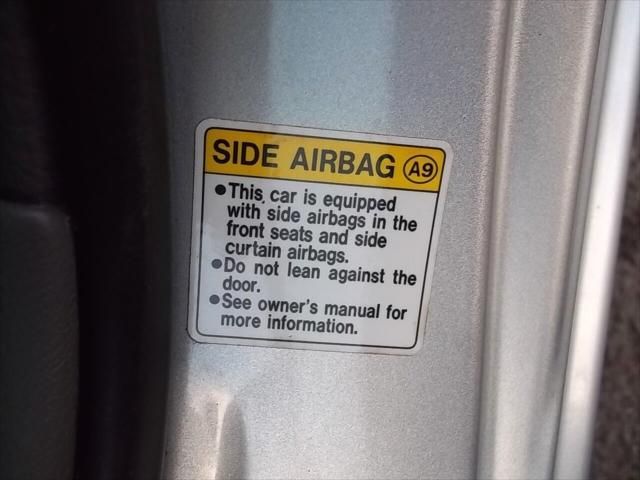 SIDE AIRBAG A9
●This car is equipped
with side airbags in the
front seats and side
curtain airbags.
●Do not lean against the
door.
●See owner's manual for
more information.